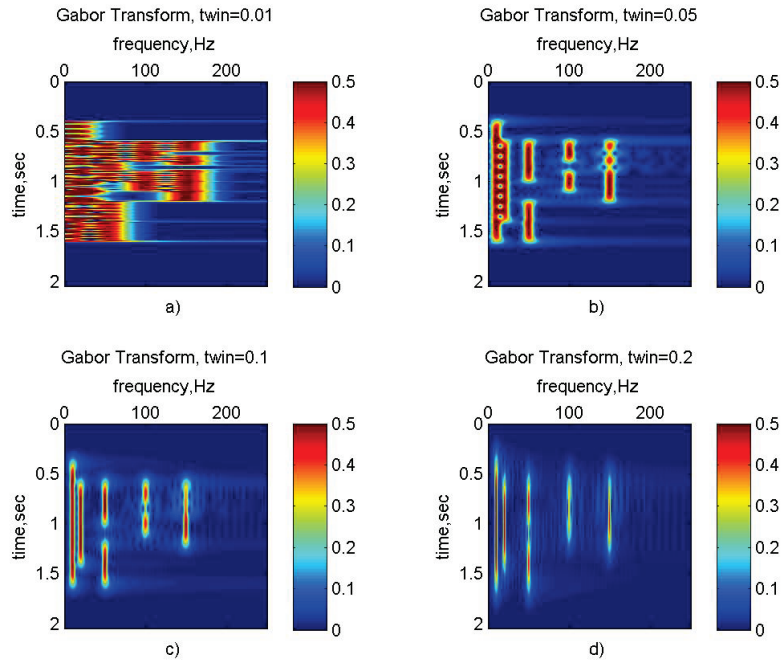 Gabor Transform, twin=0.01
frequency,Hz
0 100 200
0
0.5
1
1.5
2
time,sec
0.5
0.4
0.3
0.2
0.1
0
a)
Gabor Transform, twin=0.05
frequency,Hz
0 100 200
0
0.5
1
1.5
2
time,sec
0.5
0.4
0.3
0.2
0.1
0
b)
Gabor Transform, twin=0.1
frequency,Hz
0 100 200
0
0.5
1
1.5
2
time,sec
0.5
0.4
0.3
0.2
0.1
0
c)
Gabor Transform, twin=0.2
frequency,Hz
0 100 200
0
0.5
1
1.5
2
time,sec
0.5
0.4
0.3
0.2
0.1
0
d)